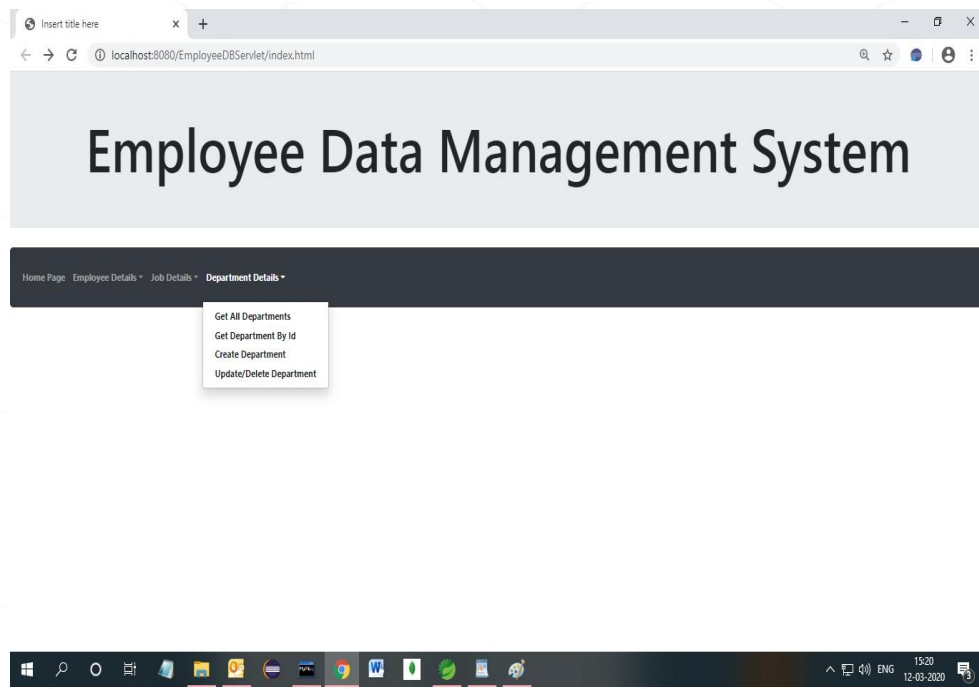 Insert title here
localhost:8080/EmployeeDBServlet/index.html
Employee Data Management System
Home Page Employee Details Job Details Department Details
Get All Departments
Get Department By Id
Create Department
Update/Delete Department
ENG
15:20
12-03-2020